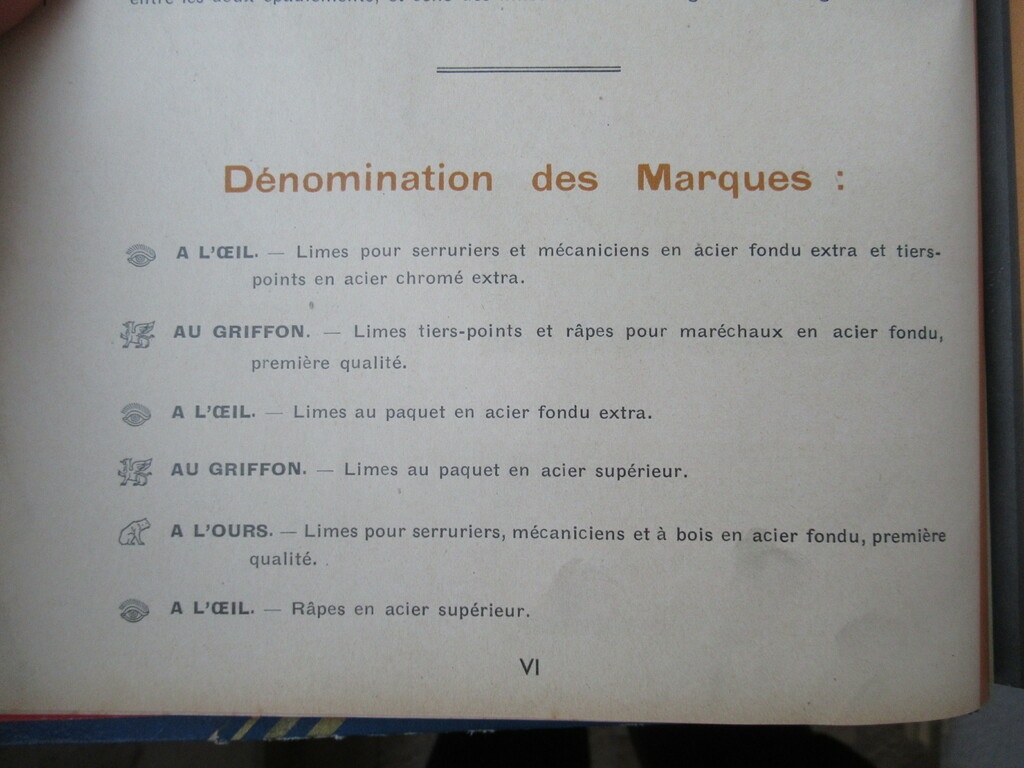 Dénomination des Marques :
A L'ŒIL. — Limes pour serruriers et mécaniciens en acier fondu extra et tiers-
points en acier chromé extra.
AU GRIFFON. — Limes tiers-points et râpes pour maréchaux en acier fondu,
première qualité.
A L'ŒIL. — Limes au paquet en acier fondu extra.
AU GRIFFON. — Limes au paquet en acier supérieur.
A L'OURS. — Limes pour serruriers, mécaniciens et à bois en acier fondu, première
qualité.
A L'ŒIL. — Râpes en acier supérieur.
VI